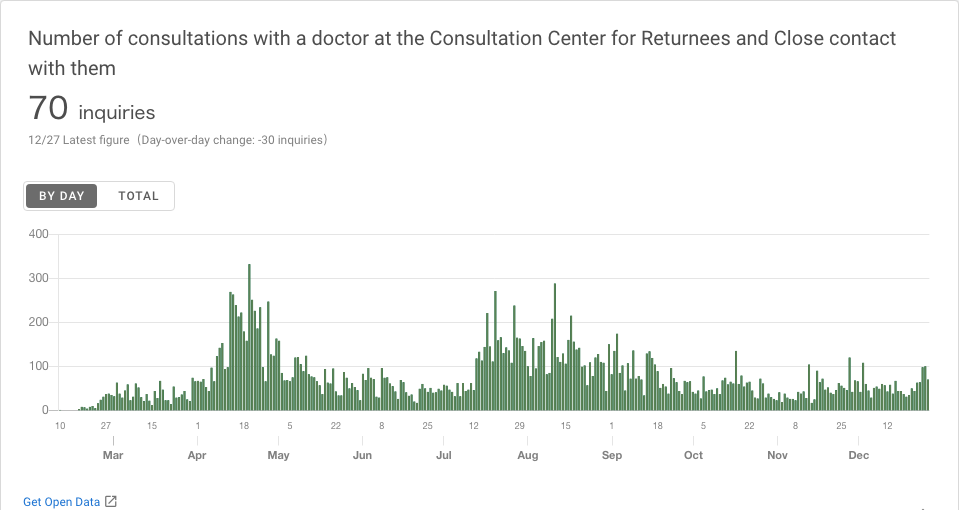 Number of consultations with a doctor at the Consultation Center for Returnees and Close contact
with them
70 inquiries
12/27 Latest figure（Day-over-day change: -30 inquiries）
BY DAY TOTAL
400
300
200
100
0
10 27 15 1 18 5 22 8 25 12 29 15 1 18 5 22 8 25 12
Mar Apr May Jun Jul Aug Sep Oct Nov Dec
Get Open Data